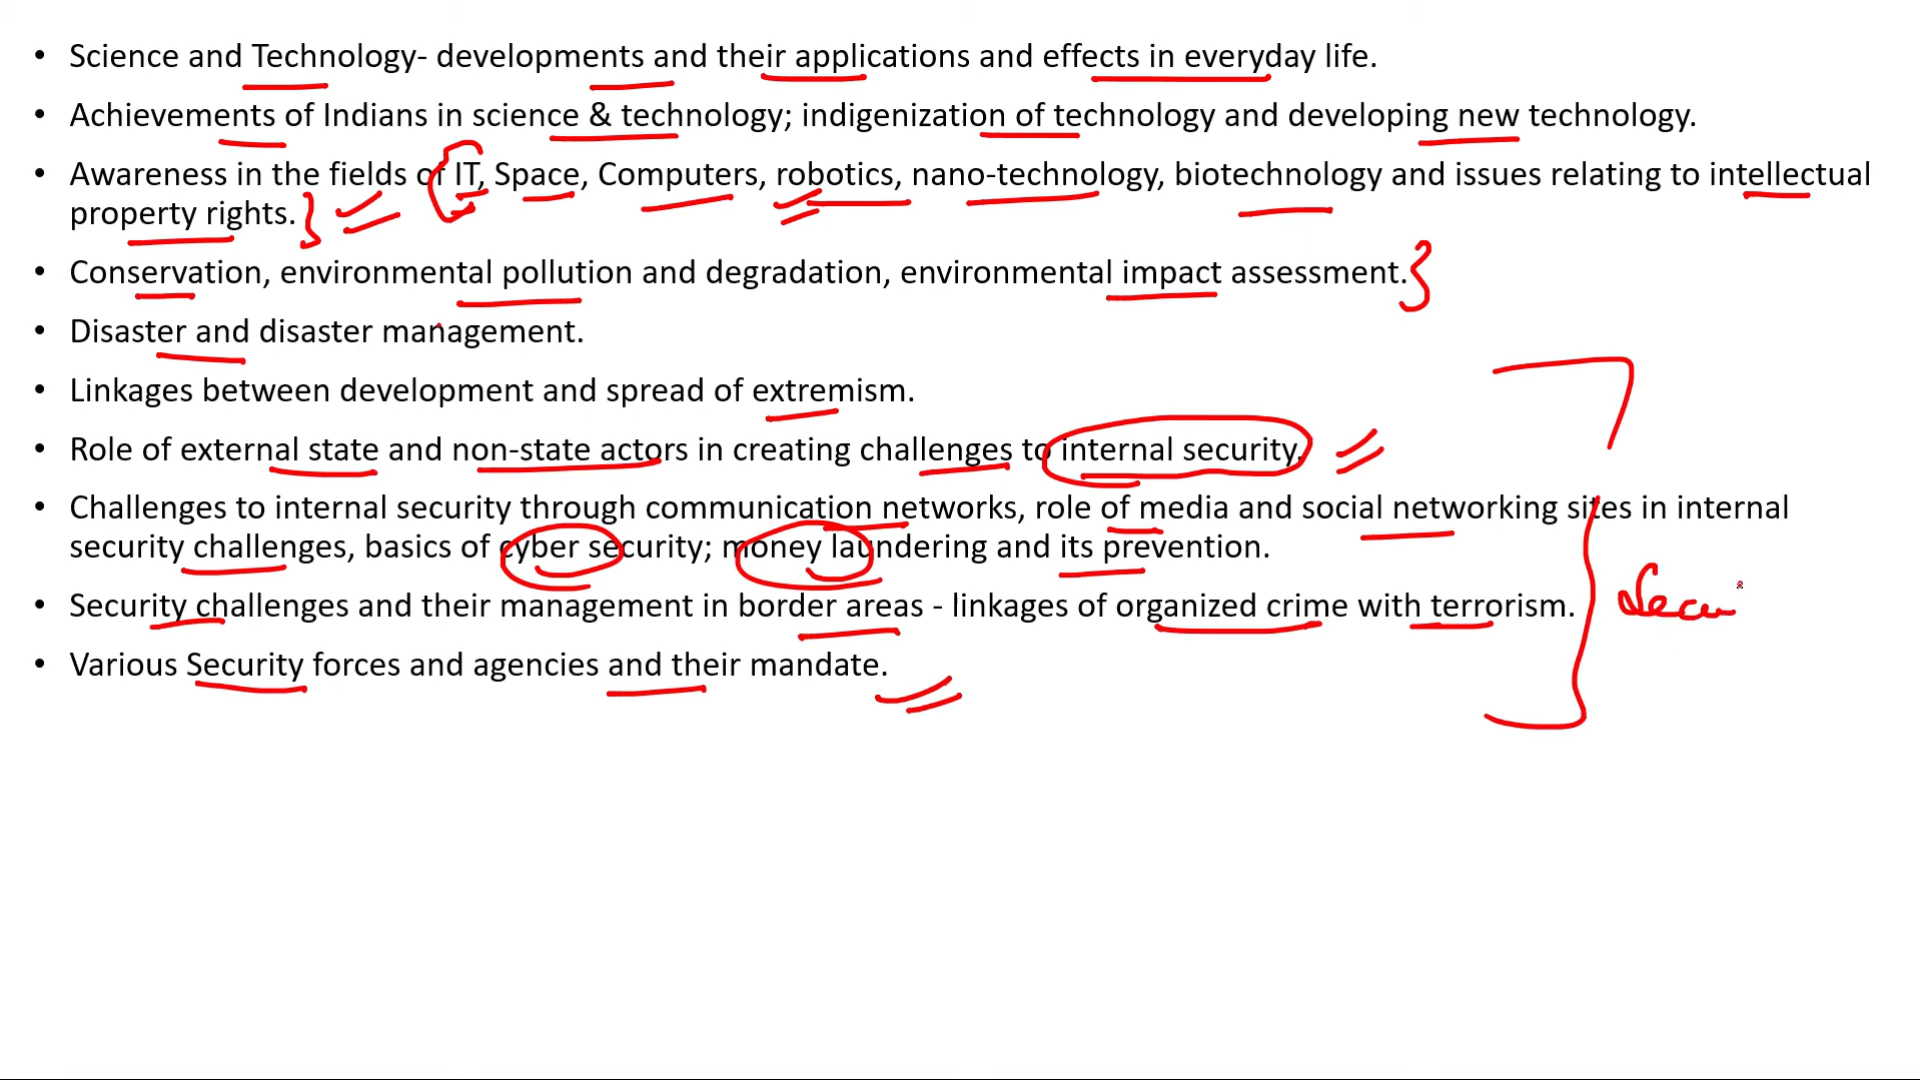 • Science and Technology- developments and their applications and effects in everyday life.
• Achievements of Indians in science & technology; indigenization of technology and developing new technology.
• Awareness in the fields of IT, Space, Computers, robotics, nano-technology, biotechnology and issues relating to intellectual
property rights.
• Conservation, environmental pollution and degradation, environmental impact assessment.
• Disaster and disaster management.
• Linkages between development and spread of extremism.
• Role of external state and non-state actors in creating challenges to internal security.
• Challenges to internal security through communication networks, role of media and social networking sites in internal
security challenges, basics of cyber security; money laundering and its prevention.
• Security challenges and their management in border areas - linkages of organized crime with terrorism.
Secu
• Various Security forces and agencies and their mandate.